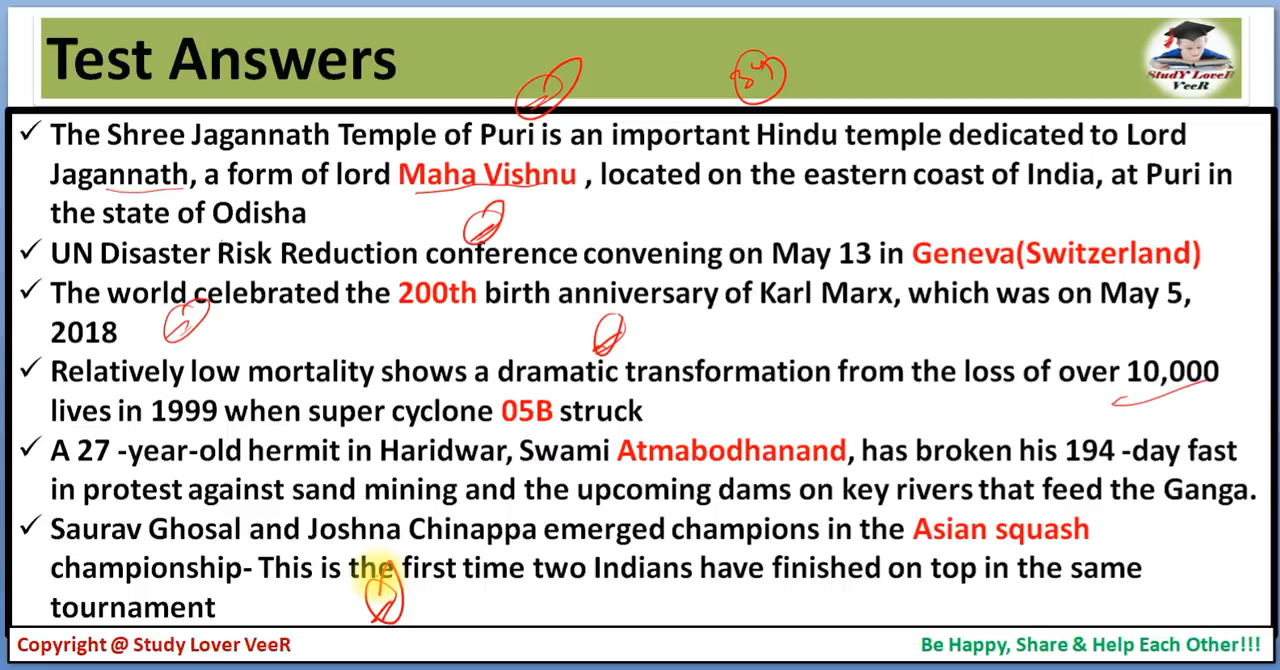 Test Answers
StudY LoveR
VeeR
✓ The Shree Jagannath Temple of Puri is an important Hindu temple dedicated to Lord
Jagannath, a form of lord Maha Vishnu , located on the eastern coast of India, at Puri in
the state of Odisha
✓ UN Disaster Risk Reduction conference convening on May 13 in Geneva(Switzerland)
✓ The world celebrated the 200th birth anniversary of Karl Marx, which was on May 5,
2018
✓ Relatively low mortality shows a dramatic transformation from the loss of over 10,000
lives in 1999 when super cyclone 05B struck
✓ A 27 -year-old hermit in Haridwar, Swami Atmabodhanand, has broken his 194 -day fast
in protest against sand mining and the upcoming dams on key rivers that feed the Ganga.
✓ Saurav Ghosal and Joshna Chinappa emerged champions in the Asian squash
championship- This is the first time two Indians have finished on top in the same
tournament
Copyright @ Study Lover VeeR
Be Happy, Share & Help Each Other!!!